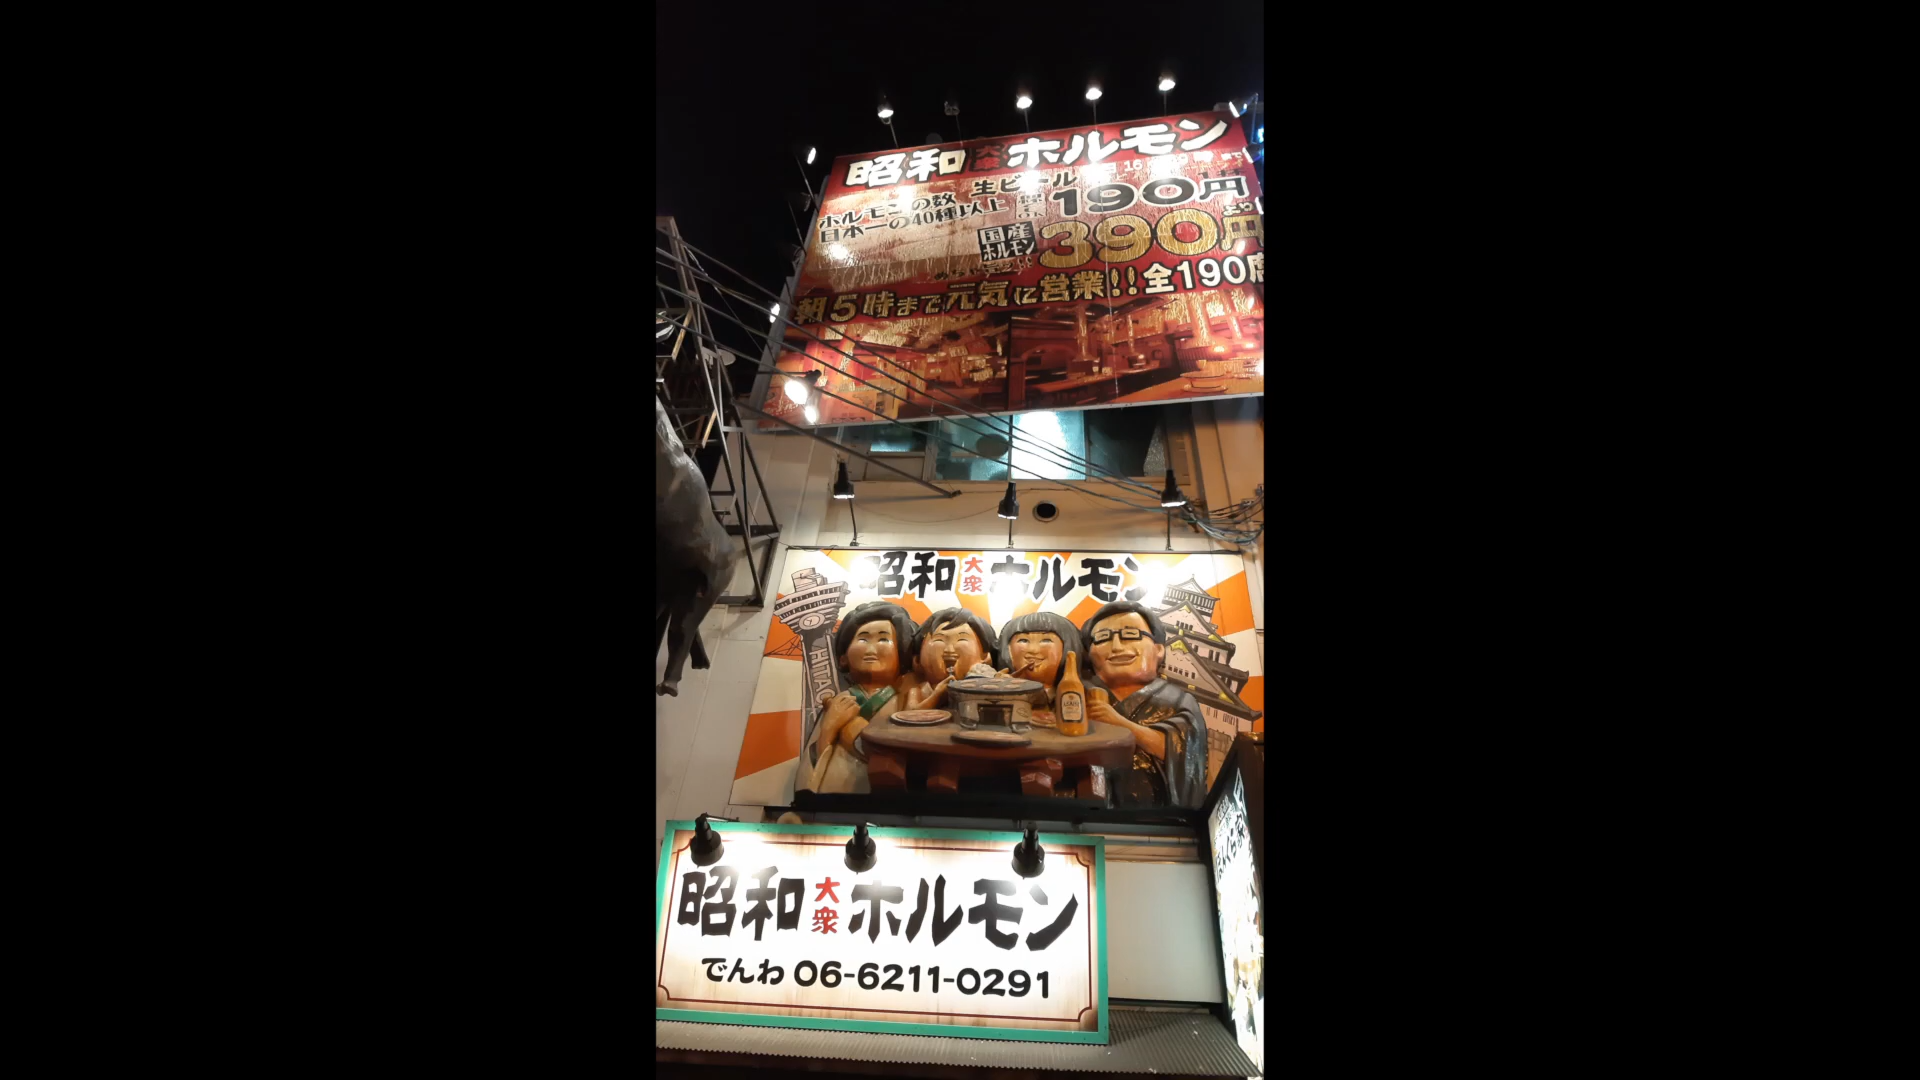 昭和大衆ホルモン
生ビール 190円
ホルモンの数
日本一の40種以上
国産ホルモン 390円より
朝5時まで元気に営業!!全190席
昭和大衆ホルモン
HITAC
昭和大衆ホルモン
でんわ 06-6211-0291